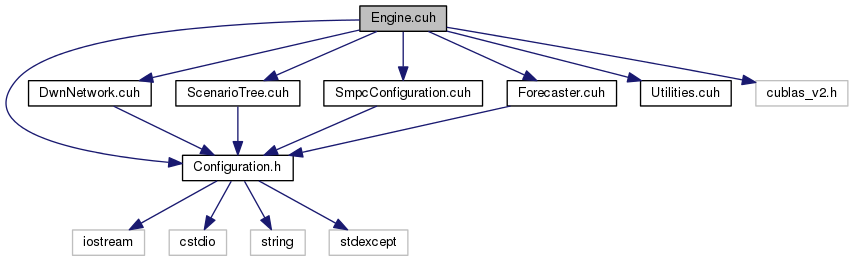 Engine.cuh
DwnNetwork.cuh
ScenarioTree.cuh
SmpcConfiguration.cuh
Forecaster.cuh
Utilities.cuh
cublas_v2.h
Configuration.h
iostream
cstdio
string
stdexcept